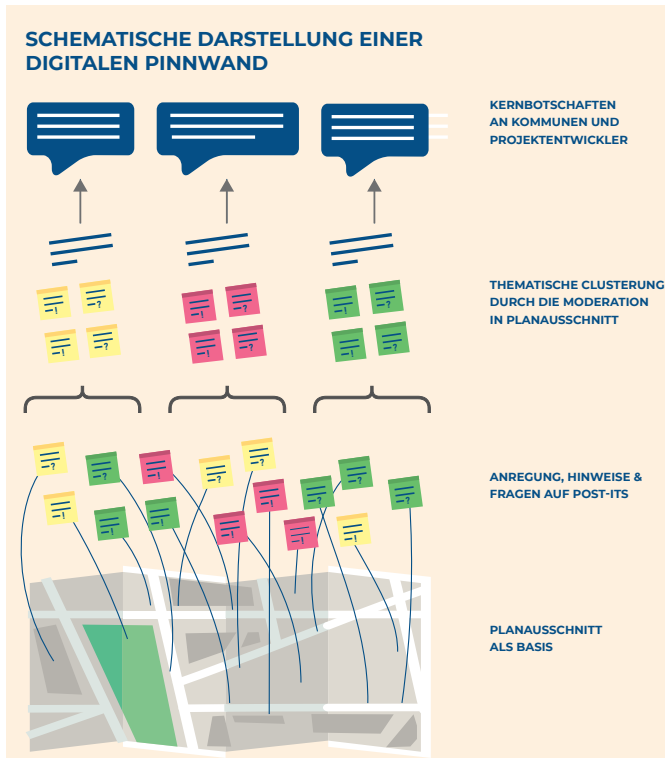 SCHEMATISCHE DARSTELLUNG EINER
DIGITALEN PINNWAND
KERNBOTSCHAFTEN
AN KOMMUNEN UND
PROJEKTENTWICKLER
THEMATISCHE CLUSTERUNG
DURCH DIE MODERATION
IN PLANAUSSCHNITT
! ?
! ?
! ?
! ?
! ?
! ?
ANREGUNG, HINWEISE &
FRAGEN AUF POST-ITS
PLANAUSSCHNITT
ALS BASIS